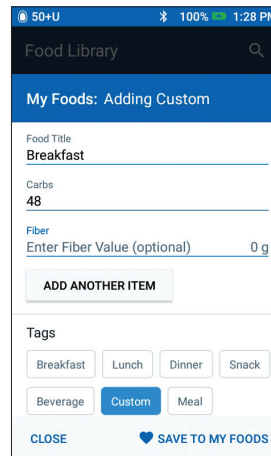 50+U 100% 1:28 PM
Food Library
My Foods: Adding Custom
Food Title
Breakfast
Carbs
48
Fiber
Enter Fiber Value (optional) 0 g
ADD ANOTHER ITEM
Tags
Breakfast Lunch Dinner Snack
Beverage Custom Meal
CLOSE SAVE TO MY FOODS